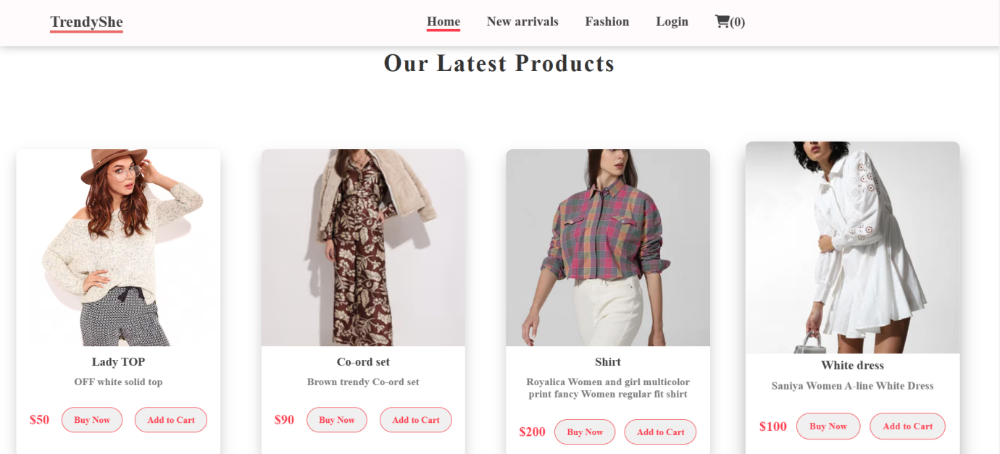 TrendyShe
Home New arrivals Fashion Login (0)
Our Latest Products
Lady TOP
OFF white solid top
$50 Buy Now Add to Cart
Co-ord set
Brown trendy Co-ord set
$90 Buy Now Add to Cart
Shirt
Royalica Women and girl multicolor
print fancy Women regular fit shirt
$200 Buy Now Add to Cart
White dress
Saniya Women A-line White Dress
$100 Buy Now Add to Cart